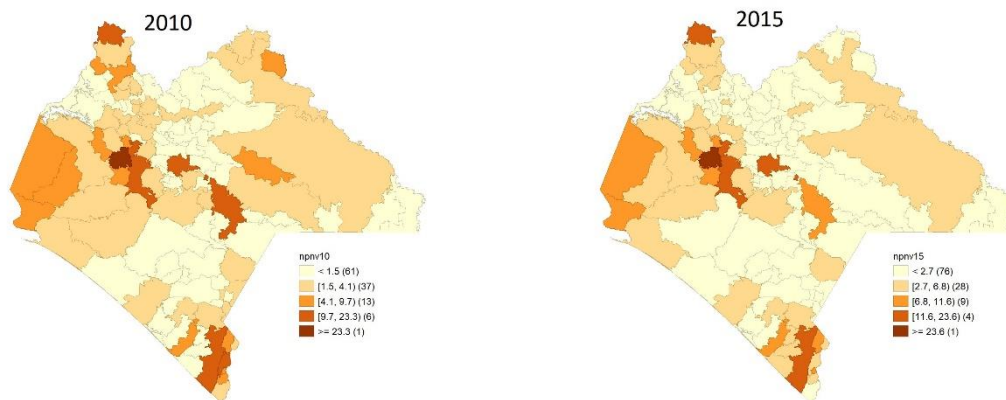 2010
2015
npnv10
< 1.5 (61)
[1.5, 4.1) (37)
[4.1, 9.7) (13)
[9.7, 23.3) (6)
>= 23.3 (1)
npnv15
< 2.7 (76)
[2.7, 6.8) (28)
[6.8, 11.6) (9)
[11.6, 23.6) (4)
>= 23.6 (1)